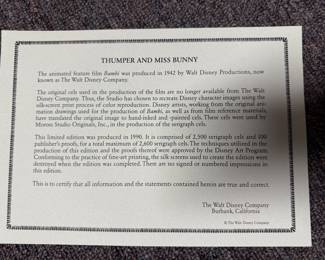 THUMPER AND MISS BUNNY
The animated feature film Bambi was produced in 1942 by Walt Disney Productions, now
known as The Walt Disney Company.
The original cels used in the production of the film are no longer available from The Walt
Disney Company. Thus, the Studio has chosen to recreate Disney character images using the
silk-screen print process of color reproduction. Disney artists, working from the original ani-
mation drawings used for the production of Bambi, as well as from film reference materials,
have translated the original image to hand-inked and -painted cels. These cels were used by
Studio Originals, Inc., in the production of the serigraph cels.
This limited edition was produced in 1990. It is comprised of 2,500 serigraph cels and 100
publisher's proofs, for a total maximum of 2,600 serigraph cels. The techniques utilized in the
production of this edition and the proofs thereof were approved by the Disney Art Program.
Conforming to the practice of fine-art printing, the silk screens used to create the edition were
destroyed when the edition was completed. There are no signed or numbered impressions in
this edition.
This is to certify that all information and the statements contained herein are true and correct.
The Walt Disney Company
Burbank, California
© The Walt Disney Company